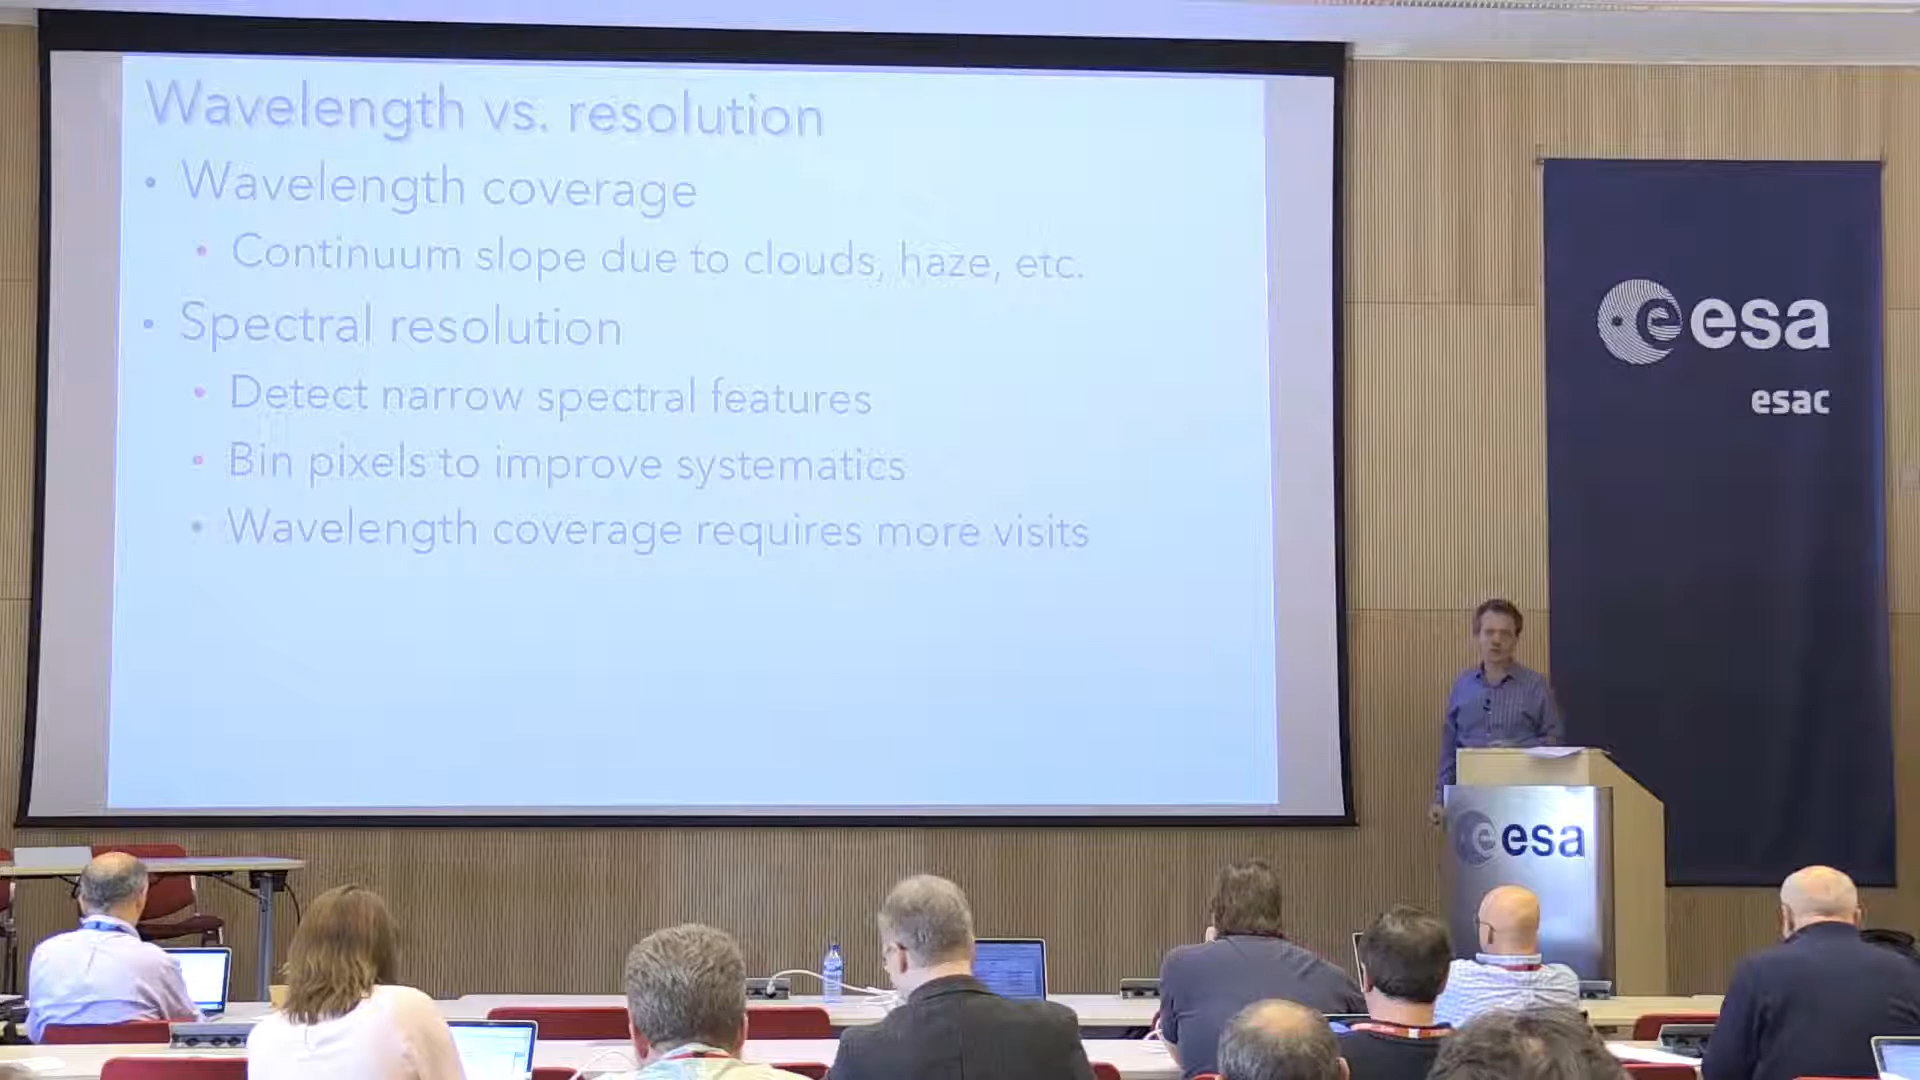 Wavelength vs. resolution
• Wavelength coverage
• Continuum slope due to clouds, haze, etc.
• Spectral resolution
• Detect narrow spectral features
• Bin pixels to improve systematics
• Wavelength coverage requires more visits
esa
esac
esa